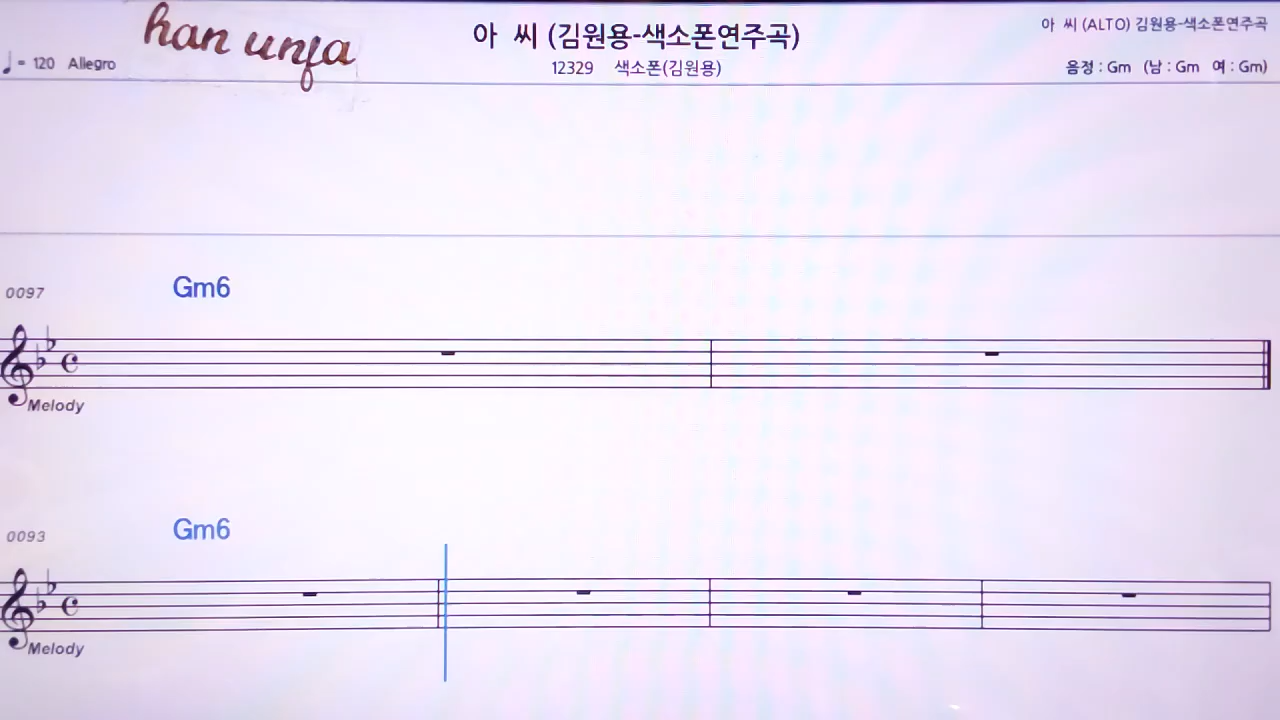 han unja
아 씨 (김원용-색소폰연주곡)
아 씨 (ALTO) 김원용-색소폰연주곡
♩= 120 Allegro
12329 색소폰(김원용)
음정 : Gm (남 : Gm 여 : Gm)
0097 Gm6
Melody
0093 Gm6
Melody